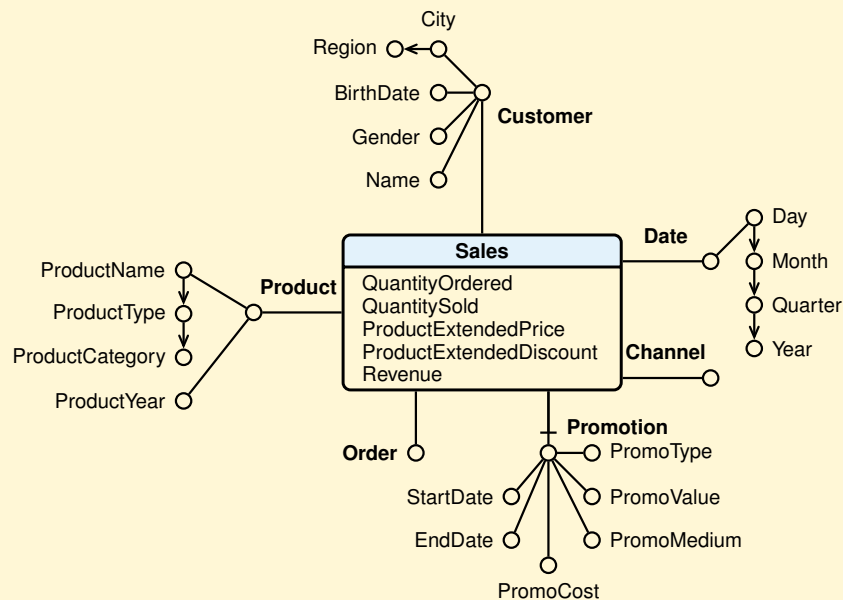 City
Region
BirthDate
Customer
Gender
Name
Sales
Date
Day
Month
Quarter
Year
ProductName
Product
ProductType
ProductCategory
ProductYear
QuantityOrdered
QuantitySold
ProductExtendedPrice
ProductExtendedDiscount
Revenue
Channel
Order
Promotion
PromoType
StartDate
PromoValue
EndDate
PromoMedium
PromoCost